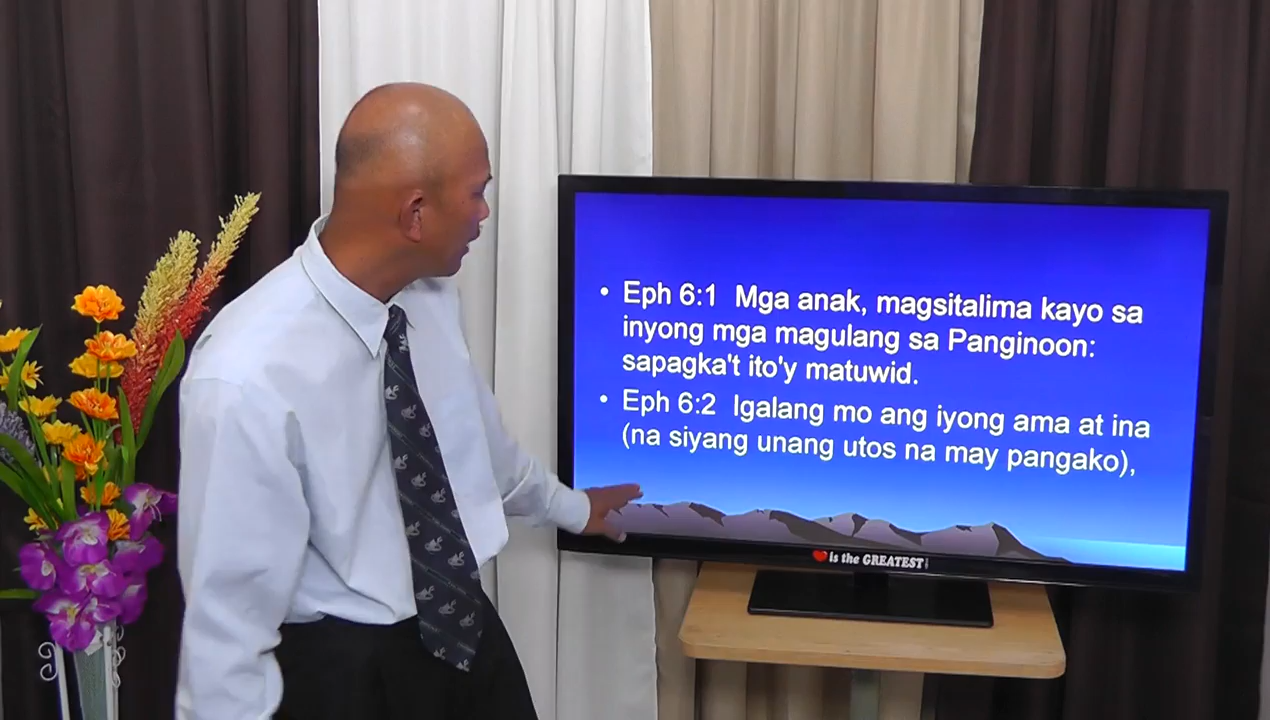 • Eph 6:1 Mga anak, magsitalima kayo sa
inyong mga magulang sa Panginoon:
sapagka't ito'y matuwid.
• Eph 6:2 Igalang mo ang iyong ama at ina
(na siyang unang utos na may pangako),
is the GREATEST!